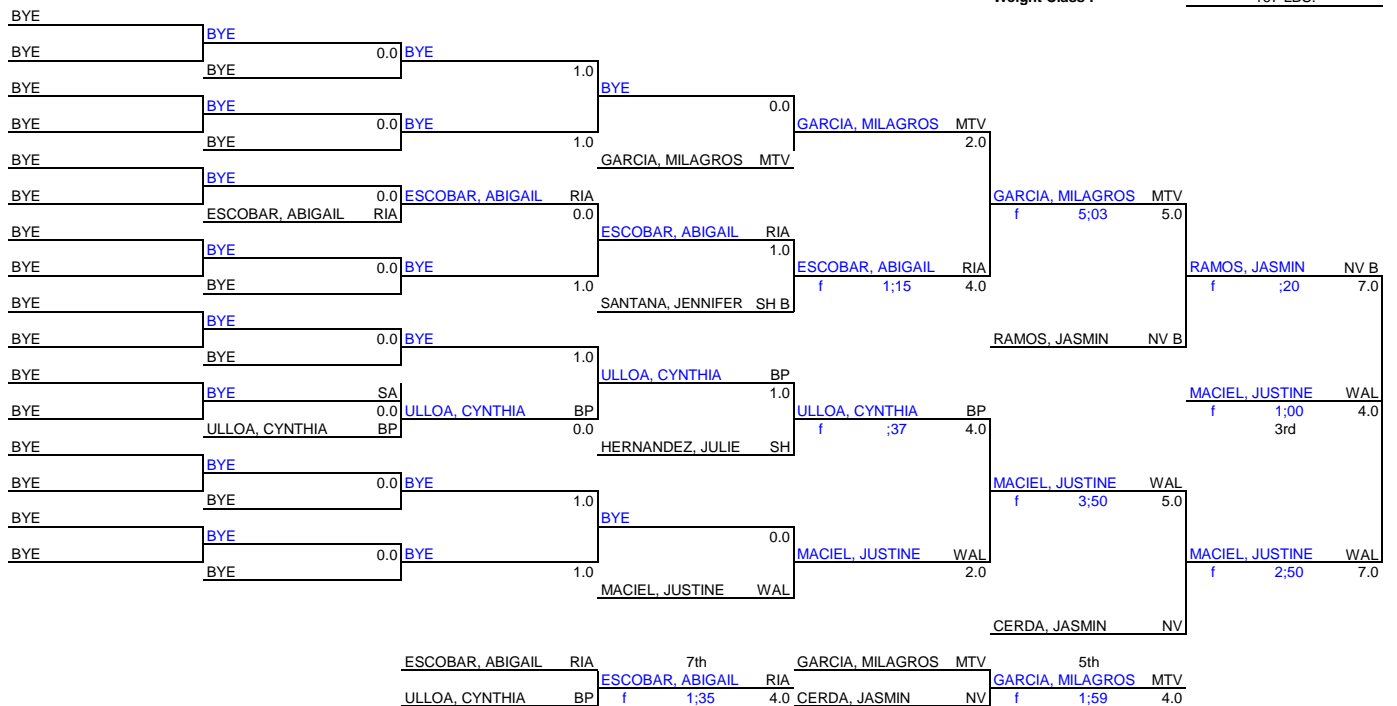 Weight Class :
BYE
BYE
BYE 0.0 BYE
BYE 1.0
BYE BYE
BYE 0.0
BYE 0.0 BYE GARCIA, MILAGROS MTV
BYE 1.0 2.0
BYE GARCIA, MILAGROS MTV
BYE
BYE 0.0 ESCOBAR, ABIGAIL RIA GARCIA, MILAGROS MTV
ESCOBAR, ABIGAIL RIA 0.0 f 5;03 5.0
BYE ESCOBAR, ABIGAIL RIA
BYE 1.0
BYE 0.0 BYE ESCOBAR, ABIGAIL RIA RAMOS, JASMIN NV B
BYE 1.0 f 1;15 4.0 f ;20 7.0
BYE SANTANA, JENNIFER SH B
BYE
BYE 0.0 BYE RAMOS, JASMIN NV B
BYE 1.0
BYE ULLOA, CYNTHIA BP
BYE SA 1.0 MACIEL, JUSTINE WAL
BYE 0.0 ULLOA, CYNTHIA BP ULLOA, CYNTHIA BP f 1;00 4.0
ULLOA, CYNTHIA BP 0.0 f ;37 4.0 3rd
BYE HERNANDEZ, JULIE SH
BYE
BYE 0.0 BYE MACIEL, JUSTINE WAL
BYE 1.0 f 3;50 5.0
BYE BYE
BYE 0.0
BYE 0.0 BYE MACIEL, JUSTINE WAL MACIEL, JUSTINE WAL
BYE 1.0 2.0 f 2;50 7.0
MACIEL, JUSTINE WAL
CERDA, JASMIN NV
ESCOBAR, ABIGAIL RIA 7th GARCIA, MILAGROS MTV 5th
ESCOBAR, ABIGAIL RIA GARCIA, MILAGROS MTV
ULLOA, CYNTHIA BP f 1;35 4.0 CERDA, JASMIN NV f 1;59 4.0